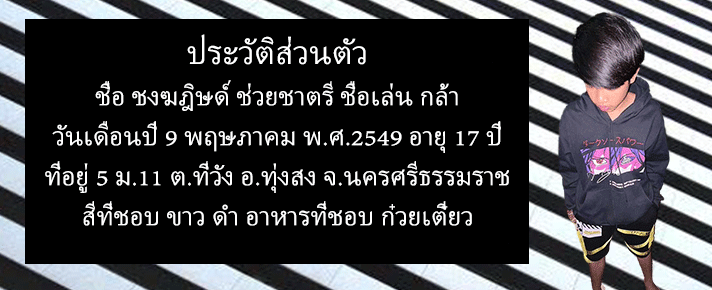 ประวัติส่วนตัว
ชื่อ ชงฆฎิษด์ ช่วยชาตรี ชื่อเล่น กล้า
วันเดือนปี 9 พฤษภาคม พ.ศ.2549 อายุ 17 ปี
ที่อยู่ 5 ม.11 ต.ที่วัง อ.ทุ่งสง จ.นครศรีธรรมราช
สีที่ชอบ ขาว ดำ อาหารที่ชอบ ก๋วยเตี๋ยว